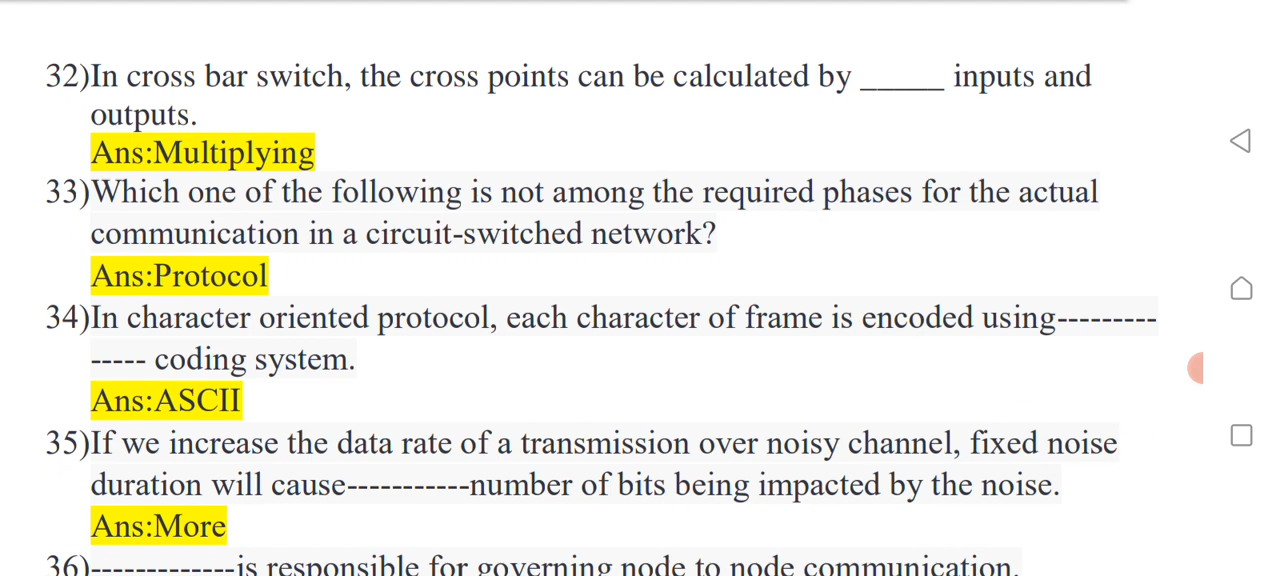 32)In cross bar switch, the cross points can be calculated by _____ inputs and
outputs.
Ans:Multiplying
33)Which one of the following is not among the required phases for the actual
communication in a circuit-switched network?
Ans:Protocol
34)In character oriented protocol, each character of frame is encoded using---------
----- coding system.
Ans:ASCII
35)If we increase the data rate of a transmission over noisy channel, fixed noise
duration will cause-----------number of bits being impacted by the noise.
Ans:More
36)-------------is responsible for governing node to node communication.